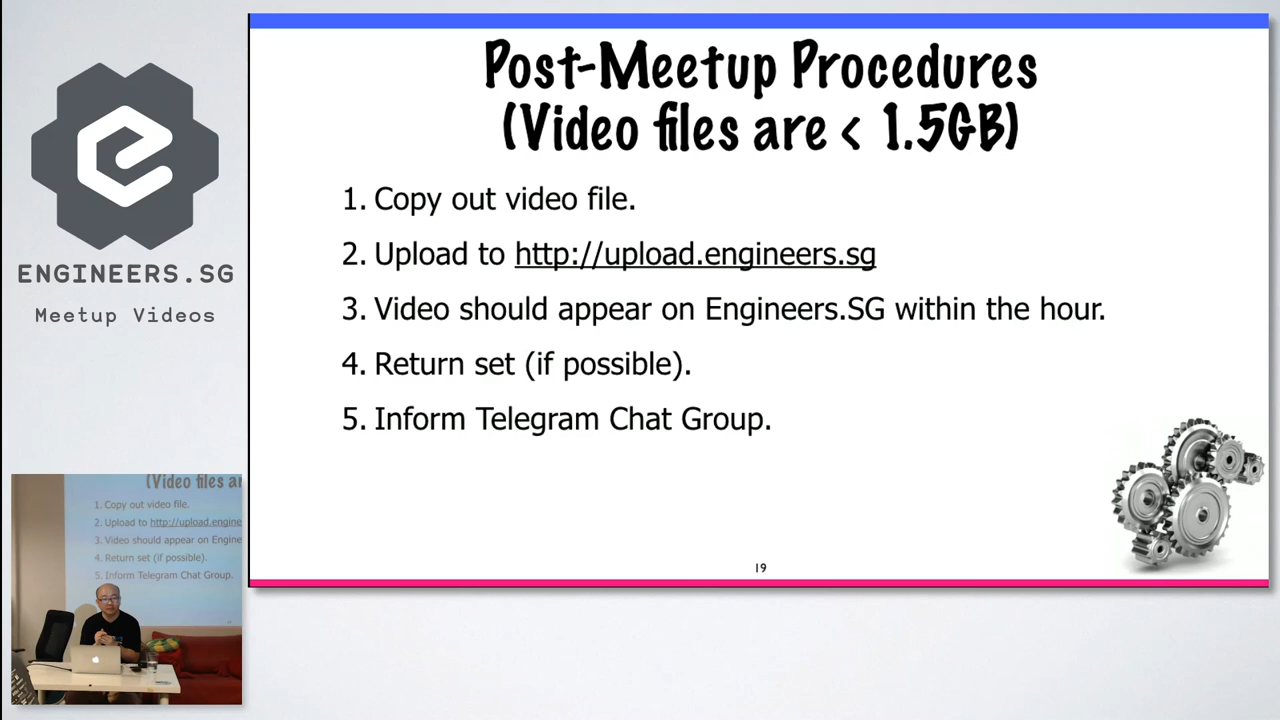 Post-Meetup Procedures
(Video files are < 1.5GB)
1. Copy out video file.
2. Upload to http://upload.engineers.sg
3. Video should appear on Engineers.SG within the hour.
4. Return set (if possible).
5. Inform Telegram Chat Group.
19
ENGINEERS.SG
Meetup Videos
(Video files ar
1. Copy out video file.
2. Upload to http://upload.engine
3. Video should appear on Engine
4. Return set (if possible).
5. Inform Telegram Chat Group.